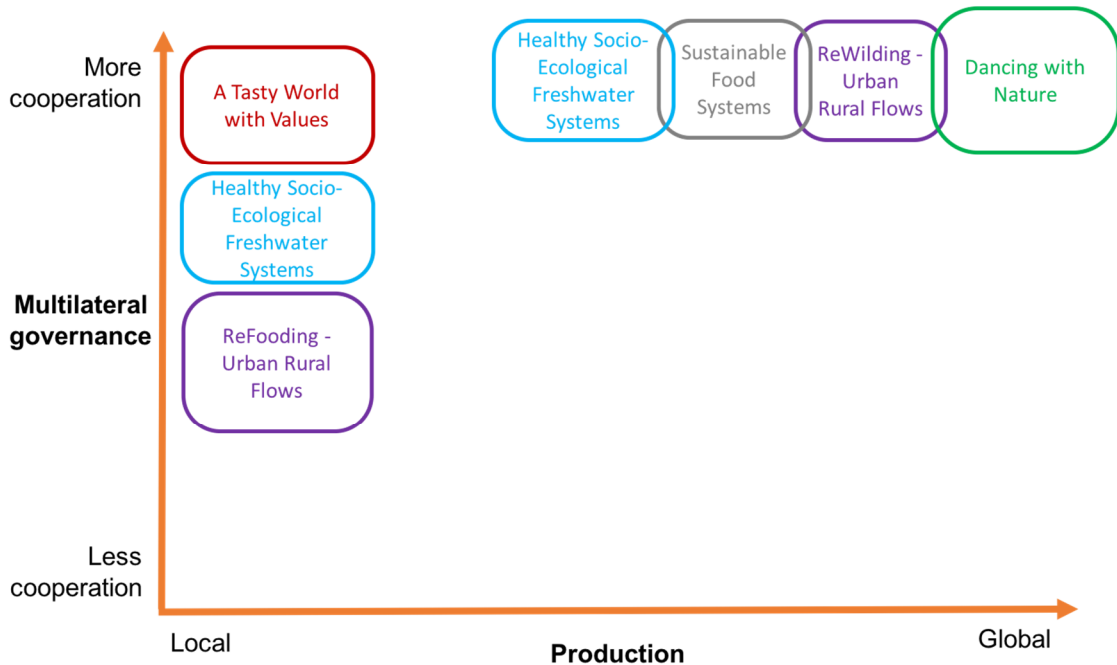 More
cooperation
A Tasty World
with Values
Healthy Socio-
Ecological
Freshwater
Systems
Sustainable
Food
Systems
ReWilding -
Urban
Rural Flows
Dancing with
Nature
Healthy Socio-
Ecological
Freshwater
Systems
Multilateral
governance
ReFooding -
Urban Rural
Flows
Less
cooperation
Local
Production
Global